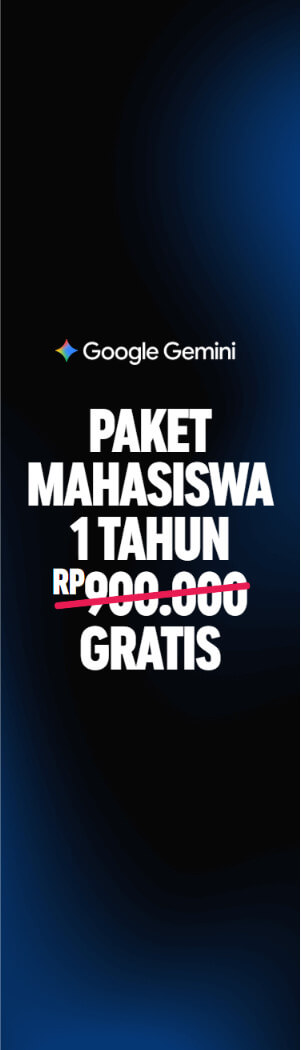 Google Gemini
PAKET
MAHASISWA
1 TAHUN
RP900.000
GRATIS